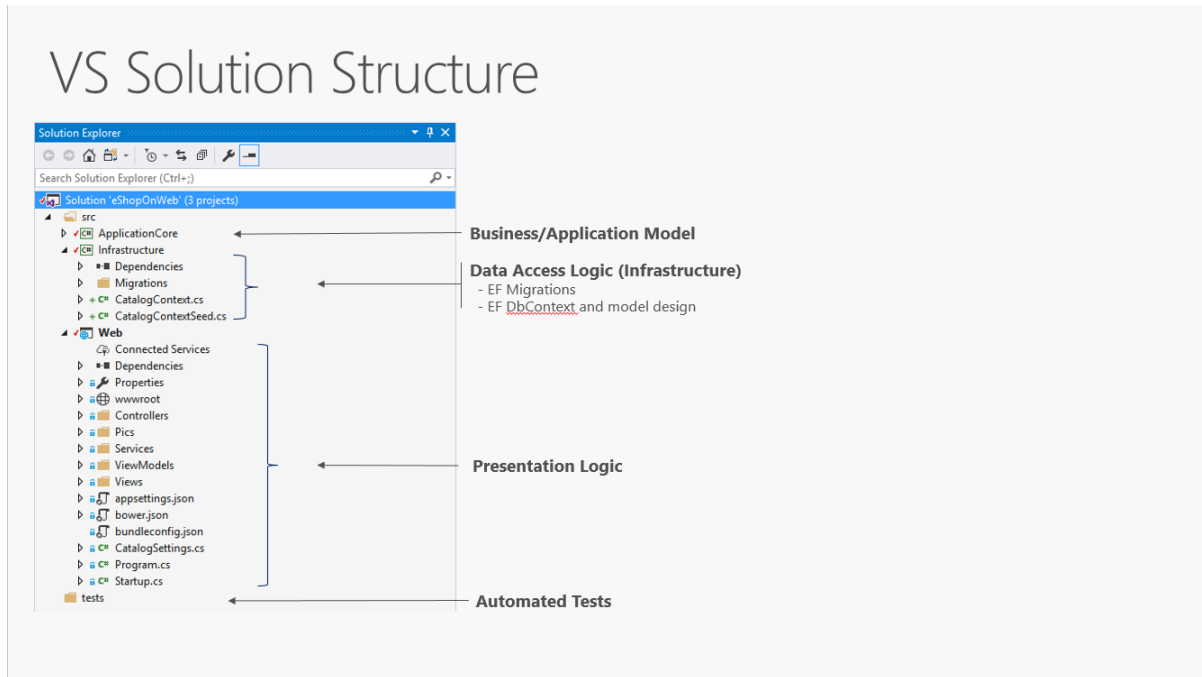 VS Solution Structure
Solution Explorer
Search Solution Explorer (Ctrl+;)
Solution 'eShopOnWeb' (3 projects)
src
C# ApplicationCore
Business/Application Model
C# Infrastructure
Dependencies
Migrations
C# CatalogContext.cs
C# CatalogContextSeed.cs
Data Access Logic (Infrastructure)
- EF Migrations
- EF DbContext and model design
Web
Connected Services
Dependencies
Properties
wwwroot
Controllers
Pics
Services
ViewModels
Views
appsettings.json
bower.json
bundleconfig.json
C# CatalogSettings.cs
C# Program.cs
C# Startup.cs
Presentation Logic
tests
Automated Tests